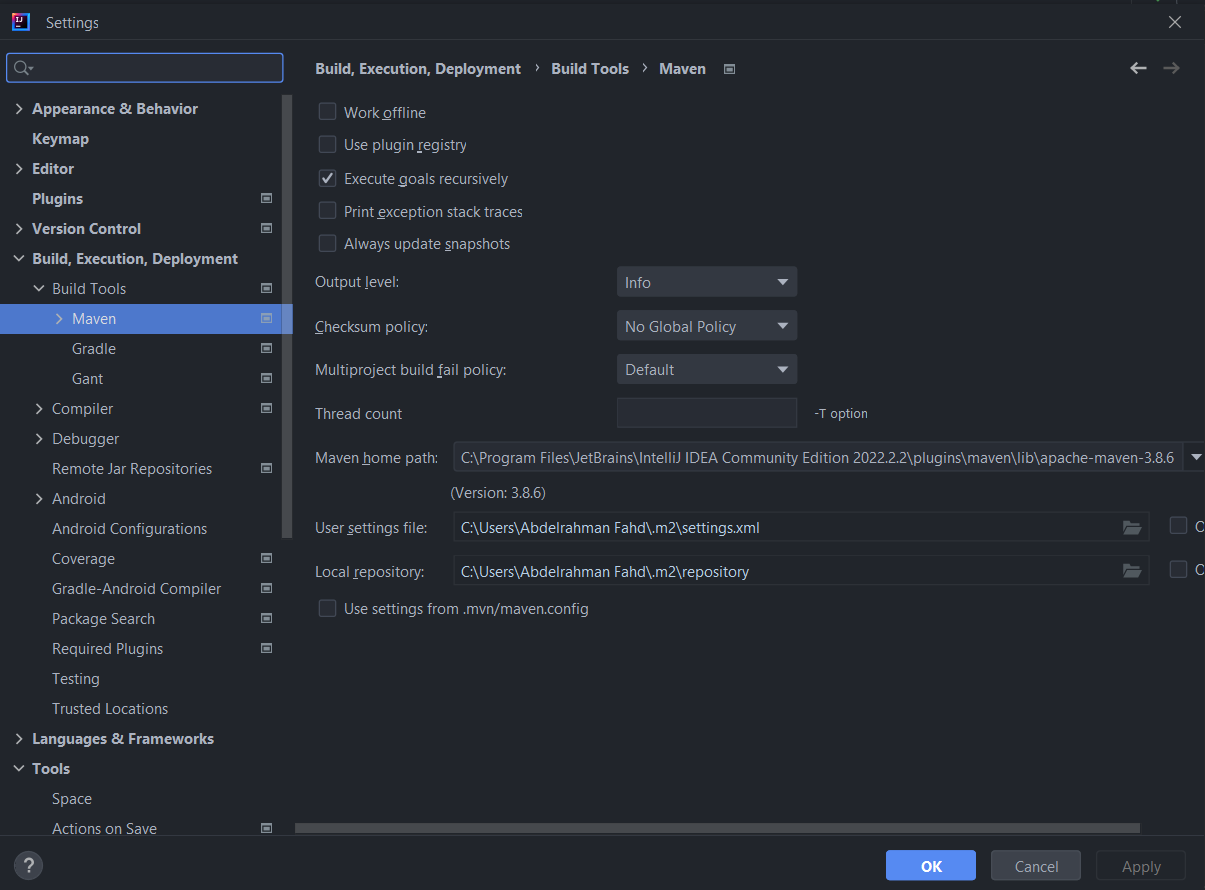 Settings
Build, Execution, Deployment › Build Tools › Maven
Appearance & Behavior
Keymap
Editor
Plugins
Version Control
Build, Execution, Deployment
Build Tools
Maven
Gradle
Gant
Compiler
Debugger
Remote Jar Repositories
Android
Android Configurations
Coverage
Gradle-Android Compiler
Package Search
Required Plugins
Testing
Trusted Locations
Languages & Frameworks
Tools
Space
Actions on Save
Work offline
Use plugin registry
Execute goals recursively
Print exception stack traces
Always update snapshots
Output level: Info
Checksum policy: No Global Policy
Multiproject build fail policy: Default
Thread count -T option
Maven home path: C:\Program Files\JetBrains\IntelliJ IDEA Community Edition 2022.2.2\plugins\maven\lib\apache-maven-3.8.6
(Version: 3.8.6)
User settings file: C:\Users\Abdelrahman Fahd\.m2\settings.xml
Local repository: C:\Users\Abdelrahman Fahd\.m2\repository
Use settings from .mvn/maven.config
? OK Cancel Apply